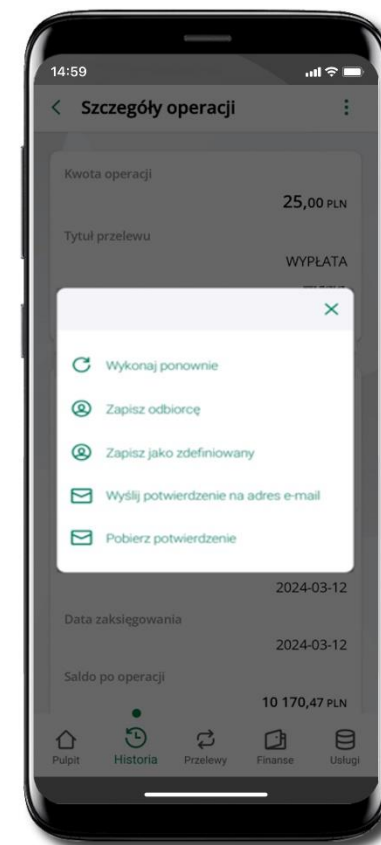 14:59
Szczegóły operacji
Kwota operacji
25,00 PLN
Tytuł przelewu
WYPŁATA
Wykonaj ponownie
Zapisz odbiorcę
Zapisz jako zdefiniowany
Wyślij potwierdzenie na adres e-mail
Pobierz potwierdzenie
2024-03-12
Data zaksięgowania
2024-03-12
Saldo po operacji
10 170,47 PLN
Pulpit Historia Przelewy Finanse Usługi